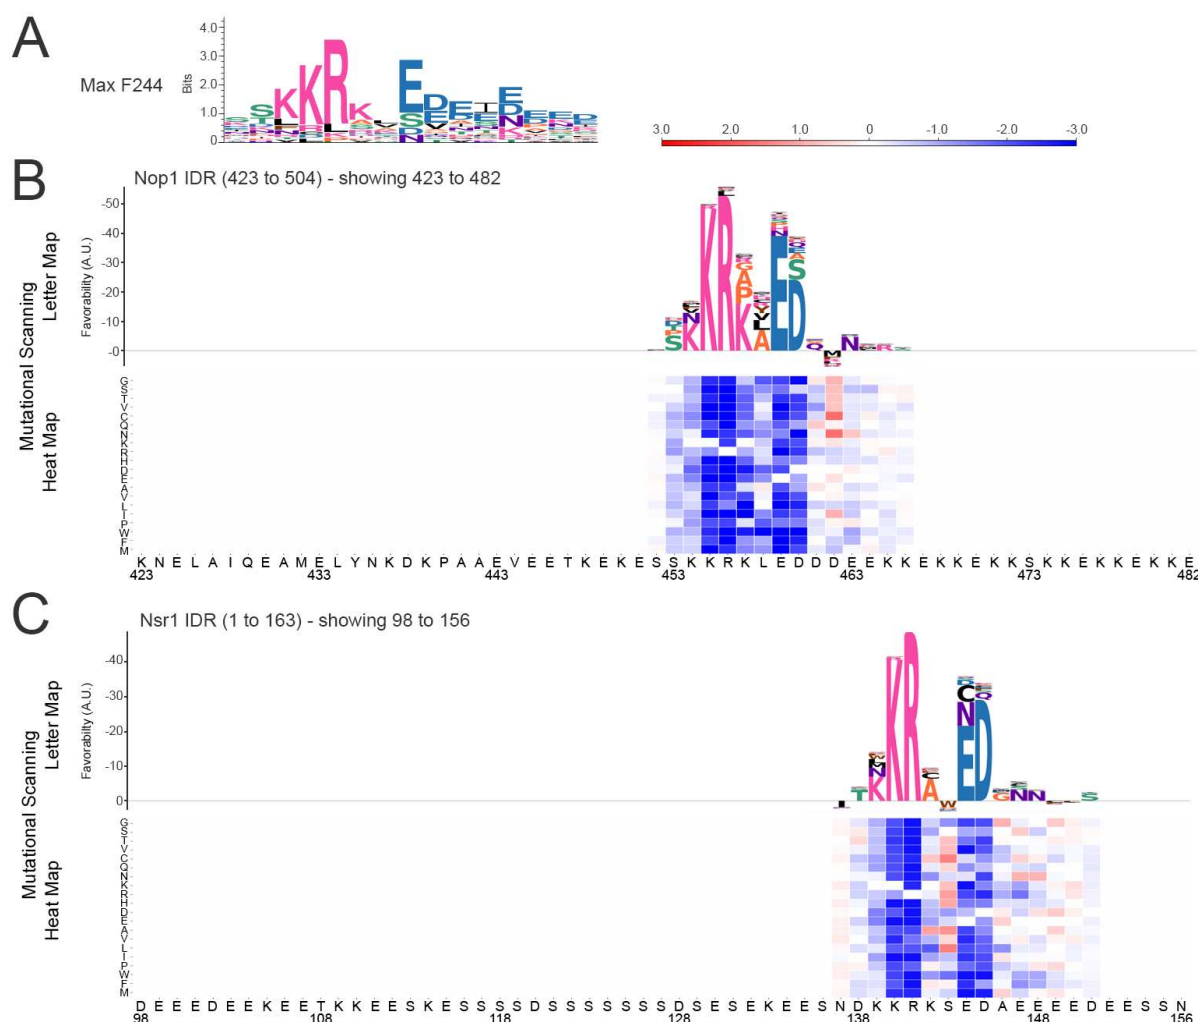 A
Max F244
Bits
4.0
3.0
2.0
1.0
0
3.0 2.0 1.0 0 -1.0 -2.0 -3.0
B
Nop1 IDR (423 to 504) - showing 423 to 482
Mutational Scanning
Letter Map
Heat Map
Favorability (A.U.)
-50
-40
-30
-20
-10
-0
G
S
T
V
C
Q
N
K
R
H
D
E
A
V
L
I
P
W
F
M
K N E L A I Q E A M E L Y N K D K P A A E V E E T K E K E S S K K R K L E D D D E E K K E K K E K K S K K E K K E K K E
423 433 443 453 463 473 482
C
Nsr1 IDR (1 to 163) - showing 98 to 156
Mutational Scanning
Letter Map
Heat Map
Favorabilty (A.U.)
-40
-30
-20
-10
0
G
S
T
V
C
Q
N
K
R
H
D
E
A
V
L
I
P
W
F
M
D E E E D E E K E E T K K E E S K E S S S S D S S S S S S S D S E S E K E E S N D K K R K S E D A E E E E D E E S S N
98 108 118 128 138 148 156